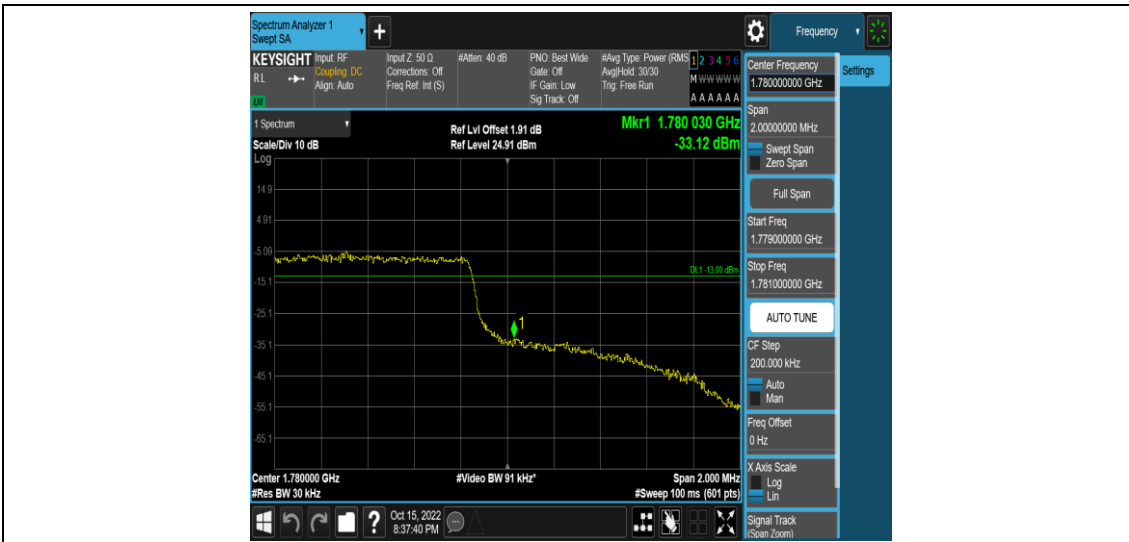 Spectrum Analyzer 1
Swept SA
+
Frequency
KEYSIGHT
RL
LXI
Input: RF
Coupling: DC
Align: Auto
Input Z: 50 Ω
Corrections: Off
Freq Ref: Int (S)
#Atten: 40 dB
PNO: Best Wide
Gate: Off
IF Gain: Low
Sig Track: Off
#Avg Type: Power (RMS
Avg|Hold: 30/30
Trig: Free Run
1 2 3 4 5 6
M W W W W W
A A A A A A
1 Spectrum
Scale/Div 10 dB
Log
Ref Lvl Offset 1.91 dB
Ref Level 24.91 dBm
Mkr1 1.780 030 GHz
-33.12 dBm
14.9
4.91
-5.09
DL1 -13.00 dBm
-15.1
-25.1
1
-35.1
-45.1
-55.1
-65.1
Center 1.780000 GHz
#Video BW 91 kHz*
Span 2.000 MHz
#Res BW 30 kHz
#Sweep 100 ms (601 pts)
?
Oct 15, 2022
8:37:40 PM
Center Frequency
1.780000000 GHz
Settings
Span
2.00000000 MHz
Swept Span
Zero Span
Full Span
Start Freq
1.779000000 GHz
Stop Freq
1.781000000 GHz
AUTO TUNE
CF Step
200.000 kHz
Auto
Man
Freq Offset
0 Hz
X Axis Scale
Log
Lin
Signal Track
(Span Zoom)